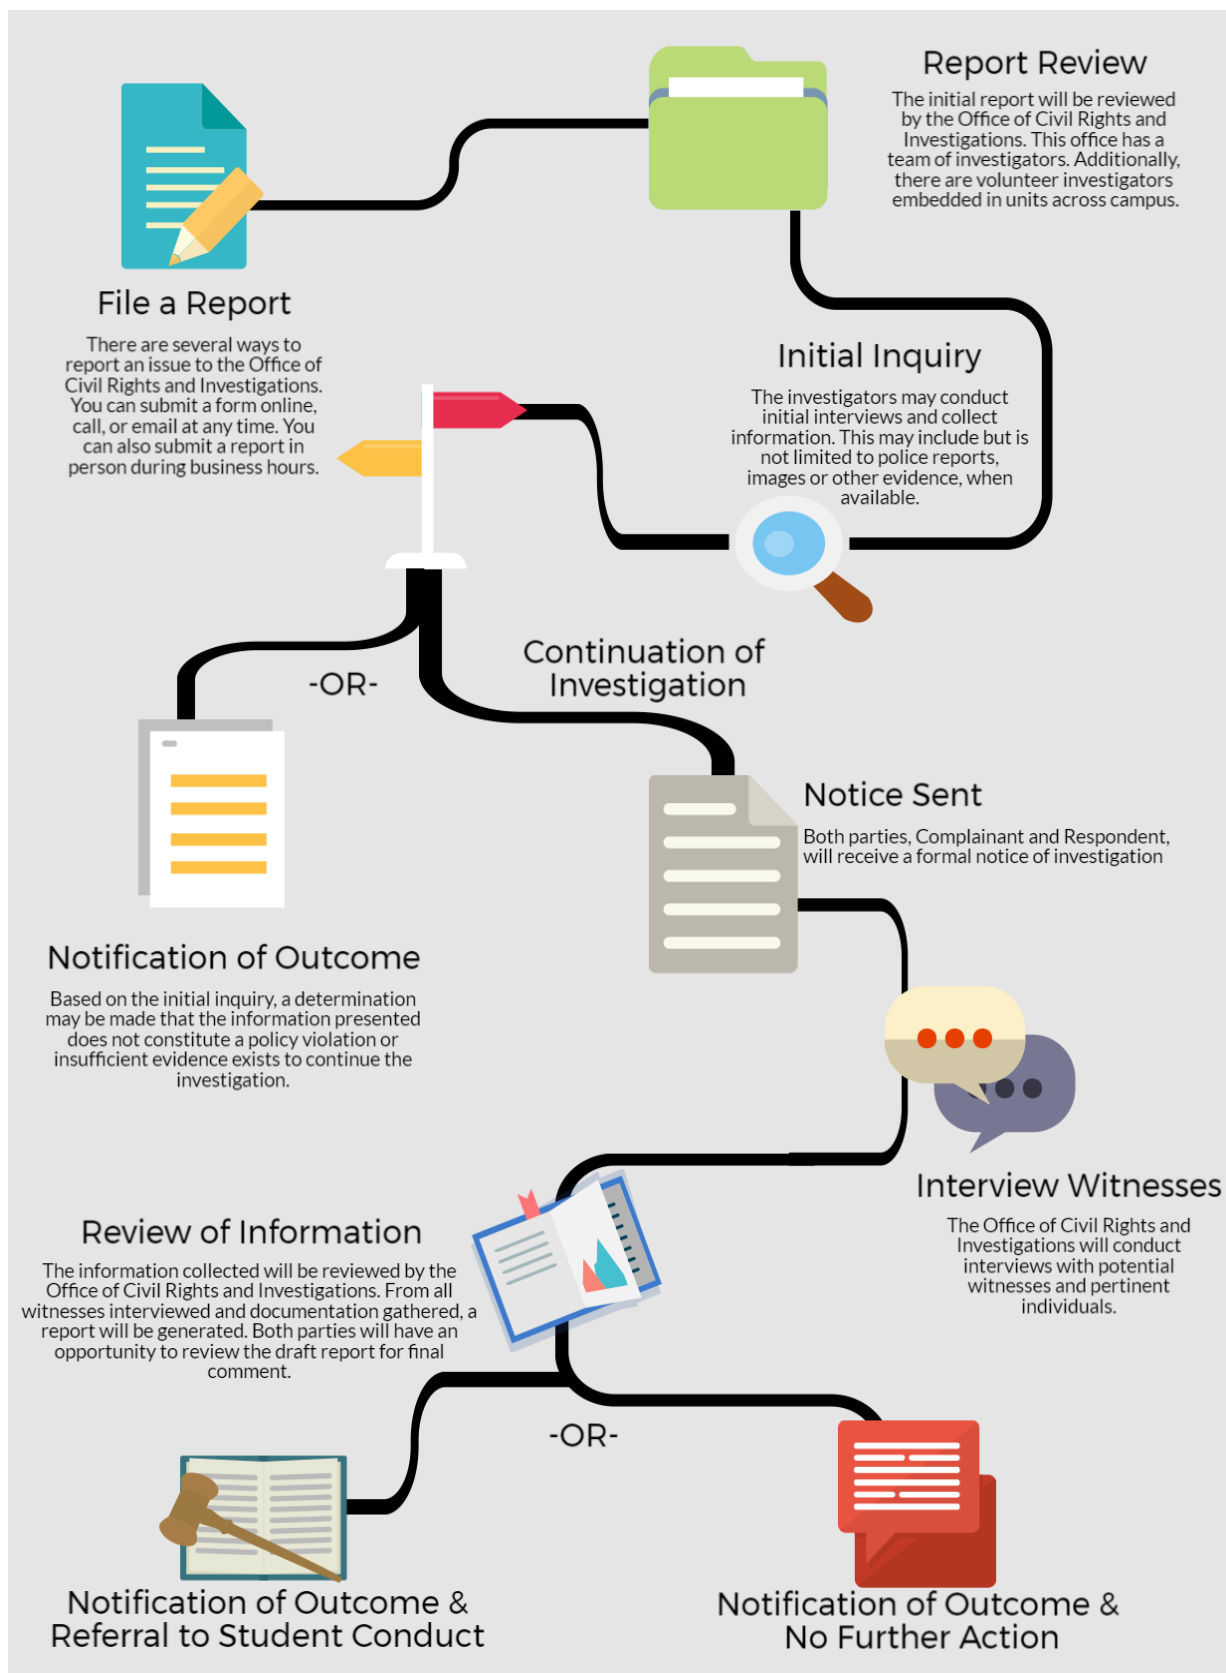 File a Report
There are several ways to
report an issue to the Office of
Civil Rights and Investigations.
You can submit a form online,
call, or email at any time. You
can also submit a report in
person during business hours.
Report Review
The initial report will be reviewed
by the Office of Civil Rights and
Investigations. This office has a
team of investigators. Additionally,
there are volunteer investigators
embedded in units across campus.
Initial Inquiry
The investigators may conduct
initial interviews and collect
information. This may include but is
not limited to police reports,
images or other evidence, when
available.
-OR-
Notification of Outcome
Based on the initial inquiry, a determination
may be made that the information presented
does not constitute a policy violation or
insufficient evidence exists to continue the
investigation.
Continuation of
Investigation
Notice Sent
Both parties, Complainant and Respondent,
will receive a formal notice of investigation
Interview Witnesses
The Office of Civil Rights and
Investigations will conduct
interviews with potential
witnesses and pertinent
individuals.
Review of Information
The information collected will be reviewed by the
Office of Civil Rights and Investigations. From all
witnesses interviewed and documentation gathered, a
report will be generated. Both parties will have an
opportunity to review the draft report for final
comment.
-OR-
Notification of Outcome &
Referral to Student Conduct
Notification of Outcome &
No Further Action